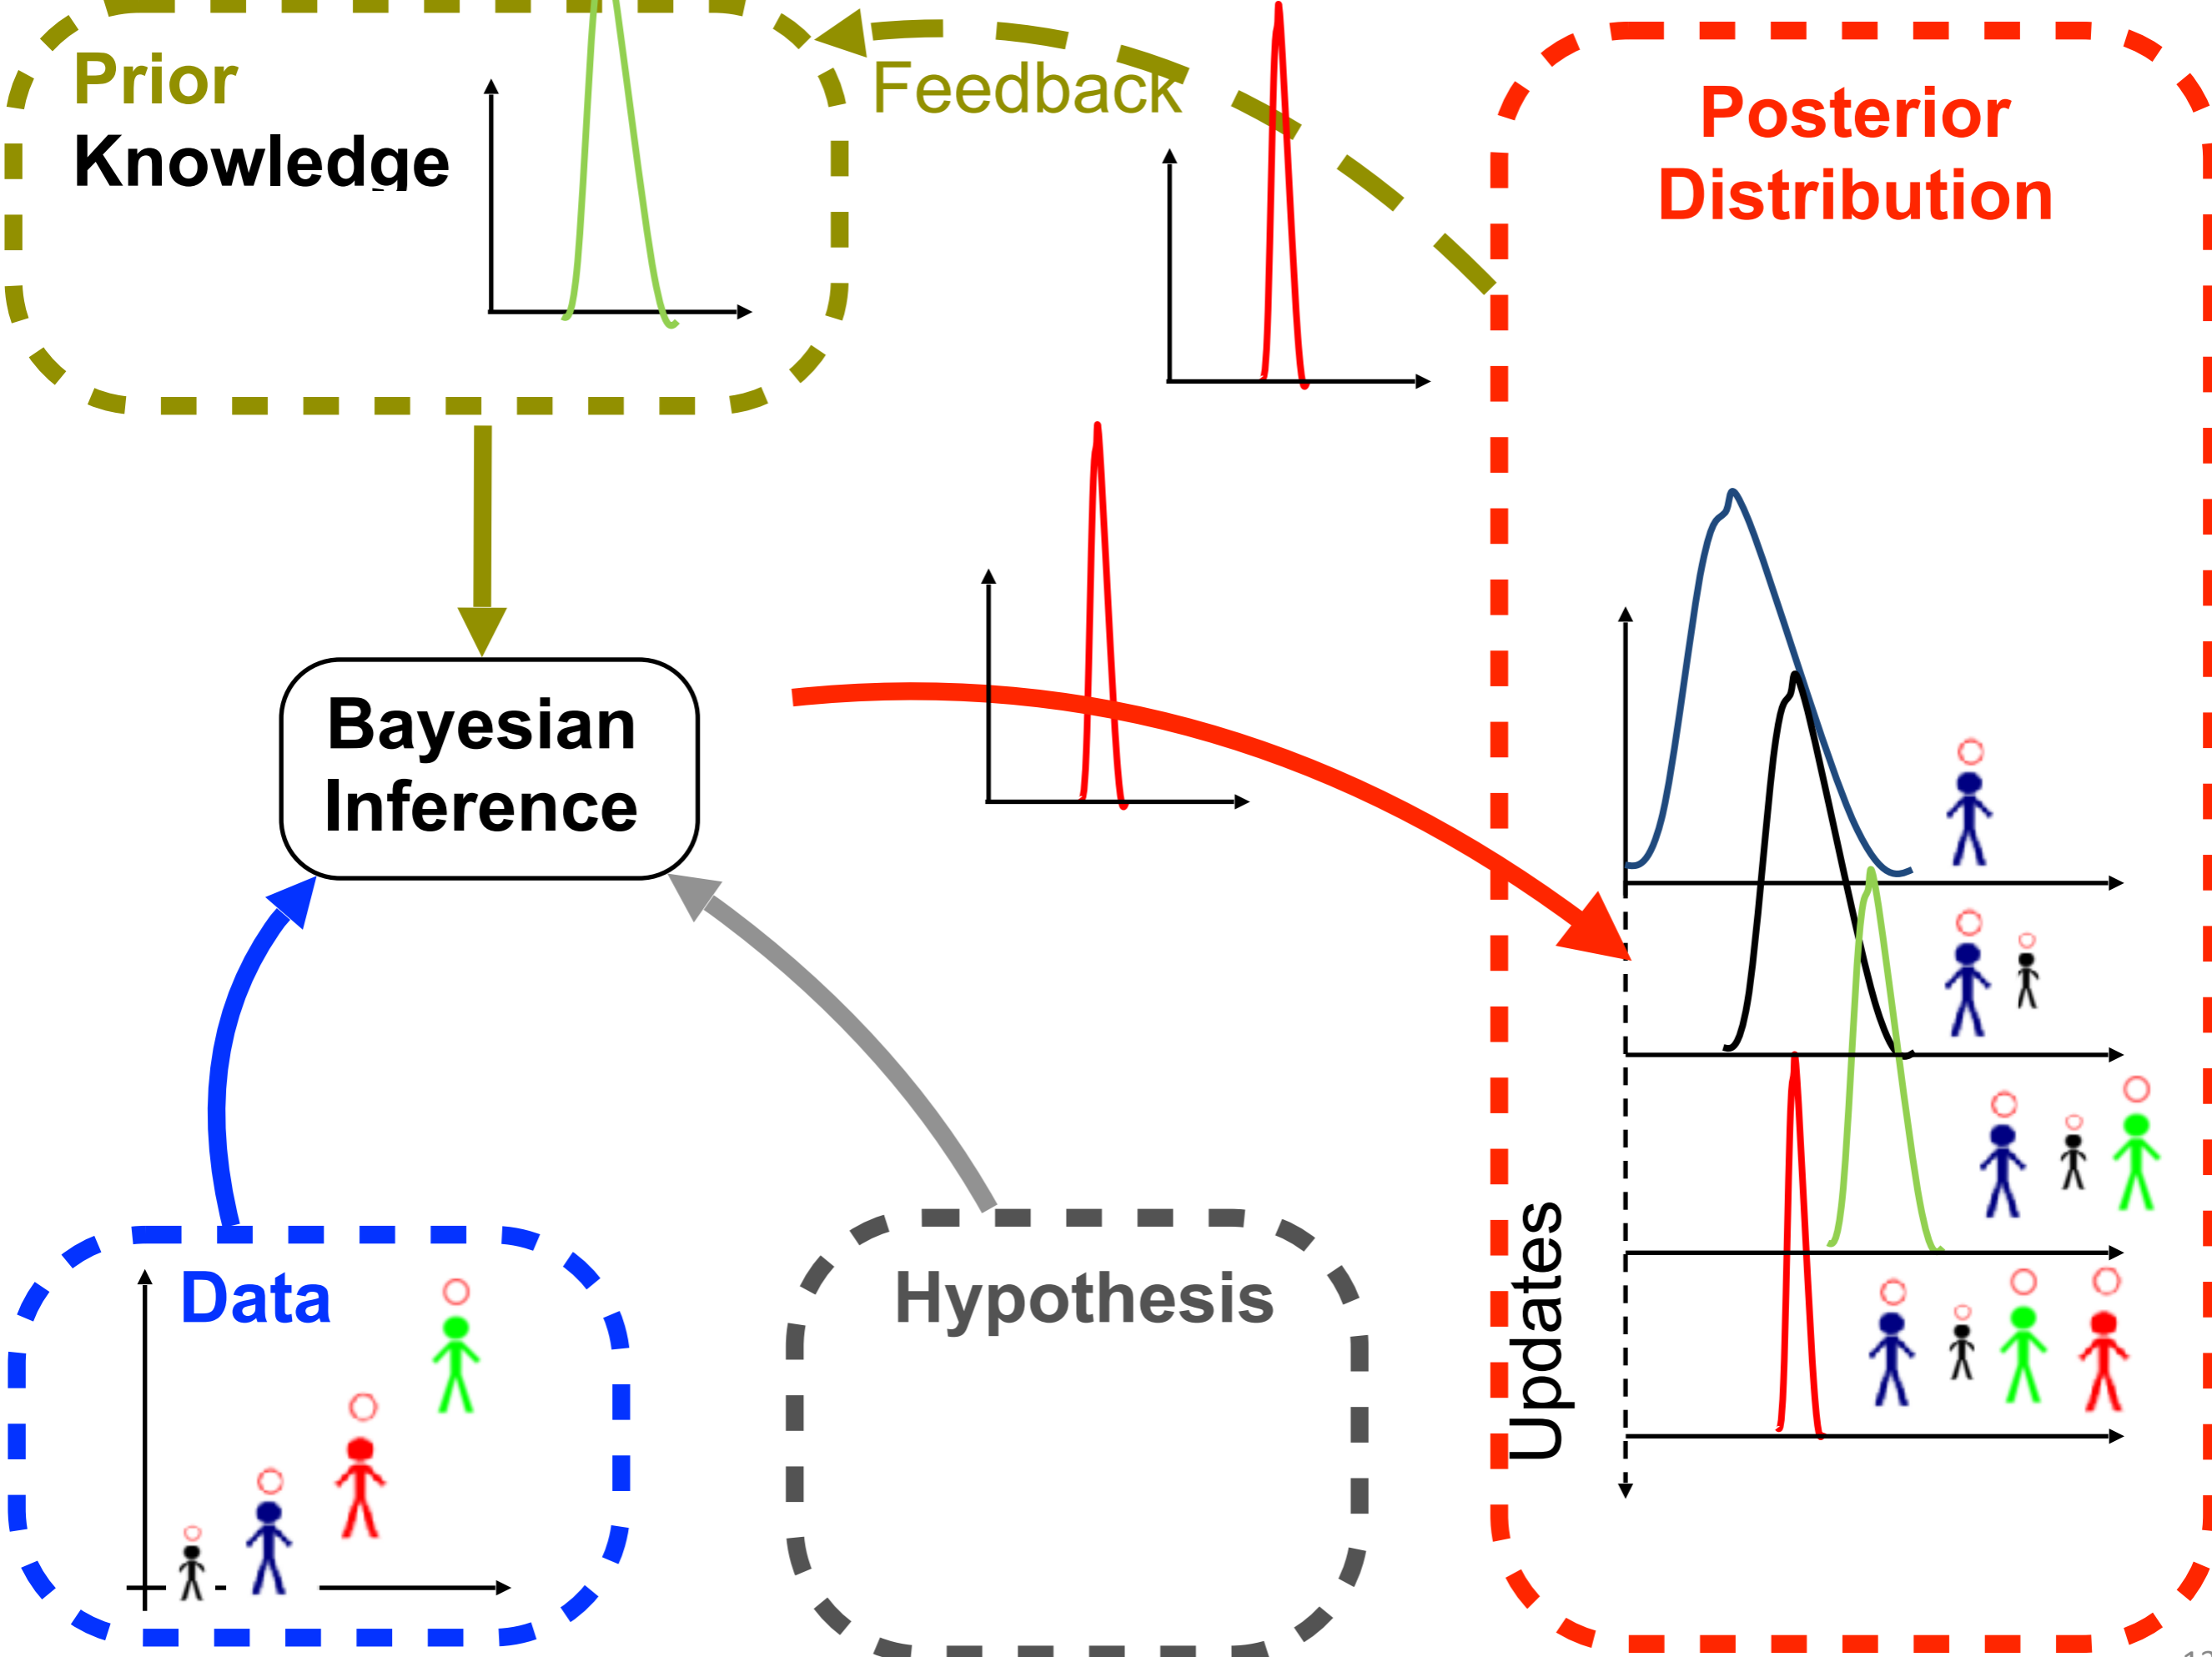 Prior
Knowledge
Feedback
Posterior
Distribution
Bayesian
Inference
Updates
Data
Hypothesis